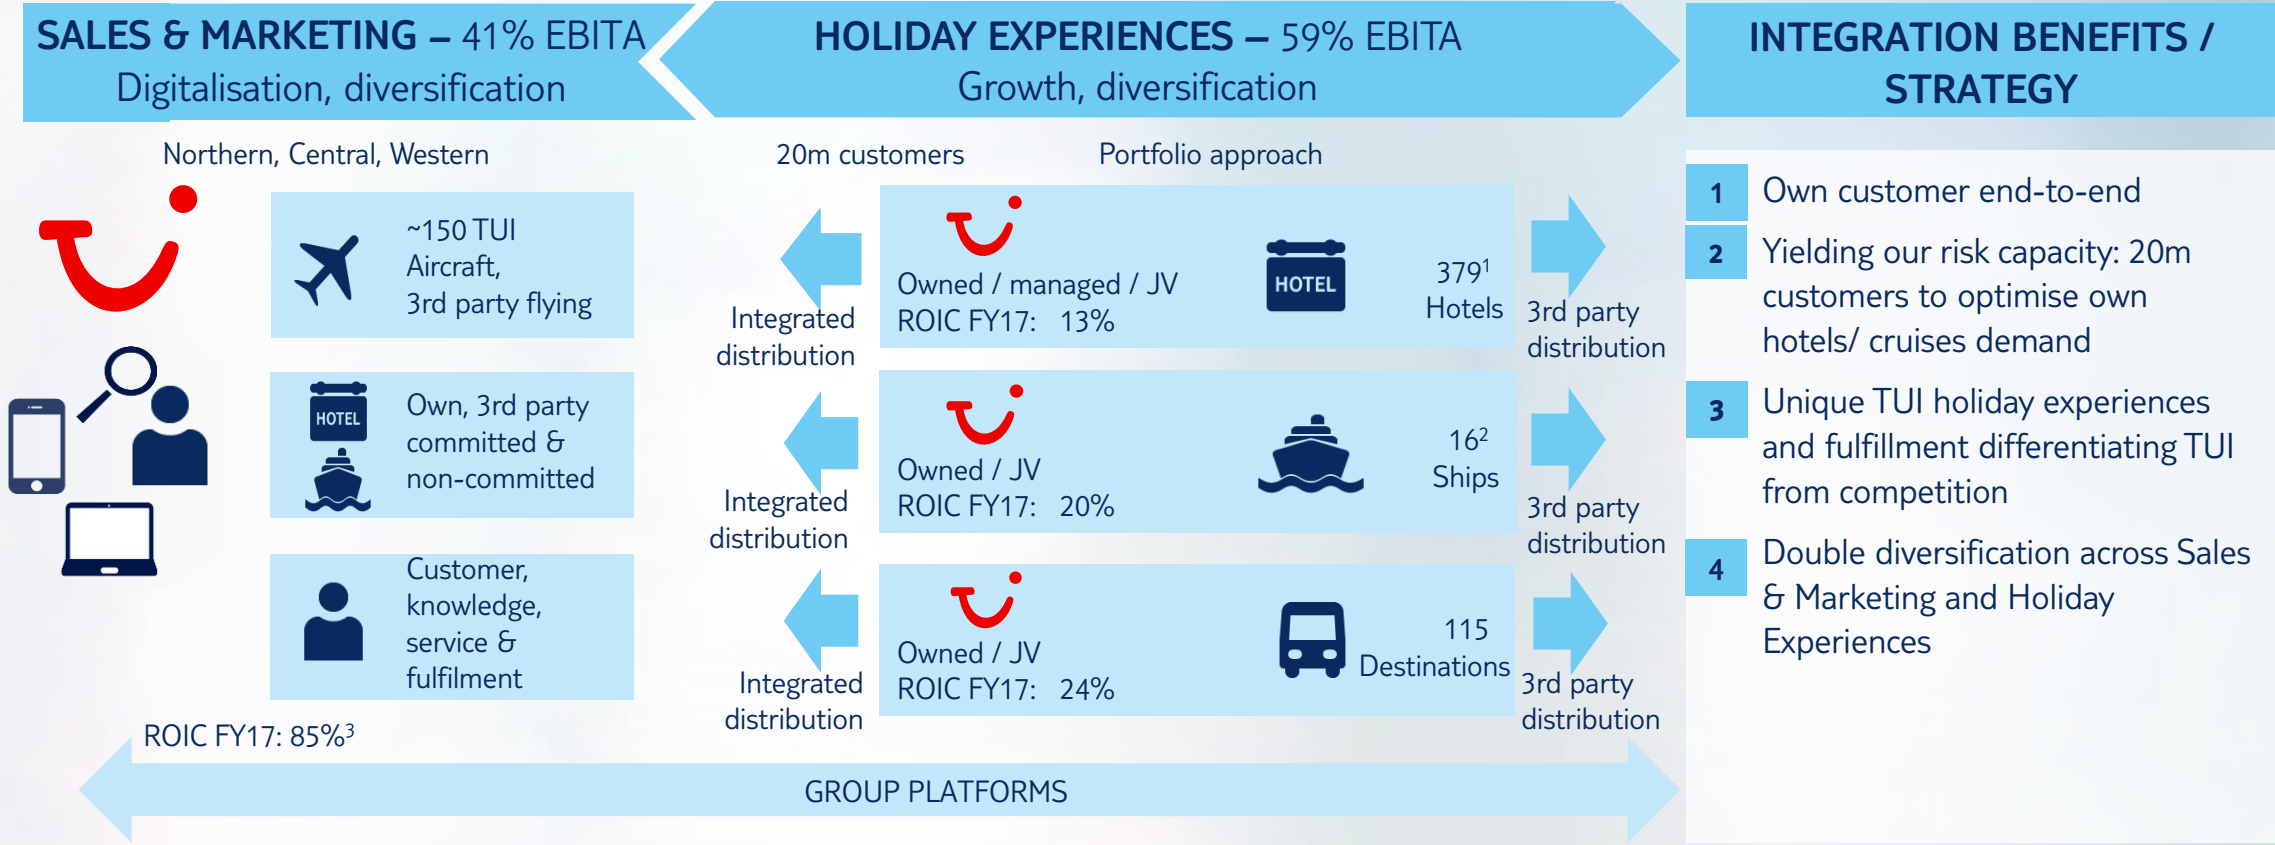 SALES & MARKETING – 41% EBITA
Digitalisation, diversification
Northern, Central, Western
~150 TUI
Aircraft,
3rd party flying
HOTEL
Own, 3rd party
committed &
non-committed
Customer,
knowledge,
service &
fulfilment
ROIC FY17: 85%³
HOLIDAY EXPERIENCES – 59% EBITA
Growth, diversification
20m customers
Portfolio approach
Integrated
distribution
Owned / managed / JV
ROIC FY17: 13%
HOTEL
379¹
Hotels
3rd party
distribution
Integrated
distribution
Owned / JV
ROIC FY17: 20%
16²
Ships
3rd party
distribution
Integrated
distribution
Owned / JV
ROIC FY17: 24%
115
Destinations
3rd party
distribution
GROUP PLATFORMS
INTEGRATION BENEFITS /
STRATEGY
1 Own customer end-to-end
2 Yielding our risk capacity: 20m
customers to optimise own
hotels/ cruises demand
3 Unique TUI holiday experiences
and fulfillment differentiating TUI
from competition
4 Double diversification across Sales
& Marketing and Holiday
Experiences